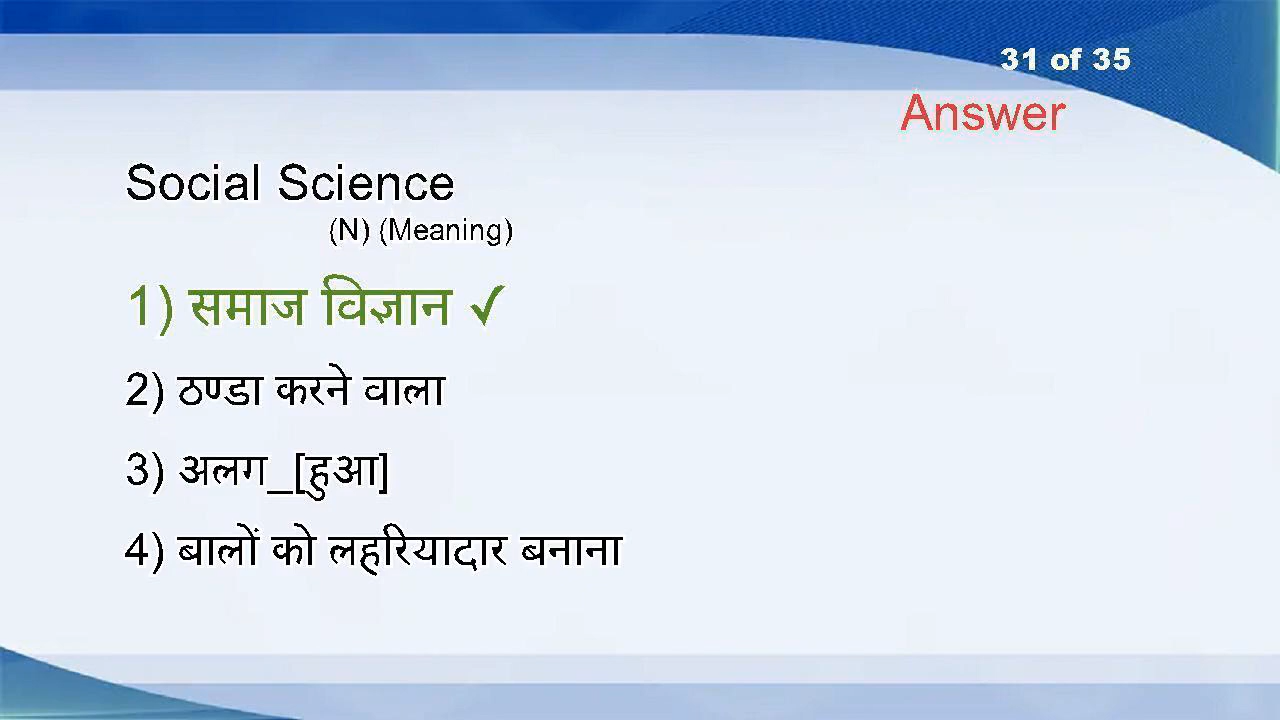 31 of 35
Answer
Social Science
(N) (Meaning)
1) समाज विज्ञान ✓
2) ठण्डा करने वाला
3) अलग_[हुआ]
4) बालों को लहरियादार बनाना